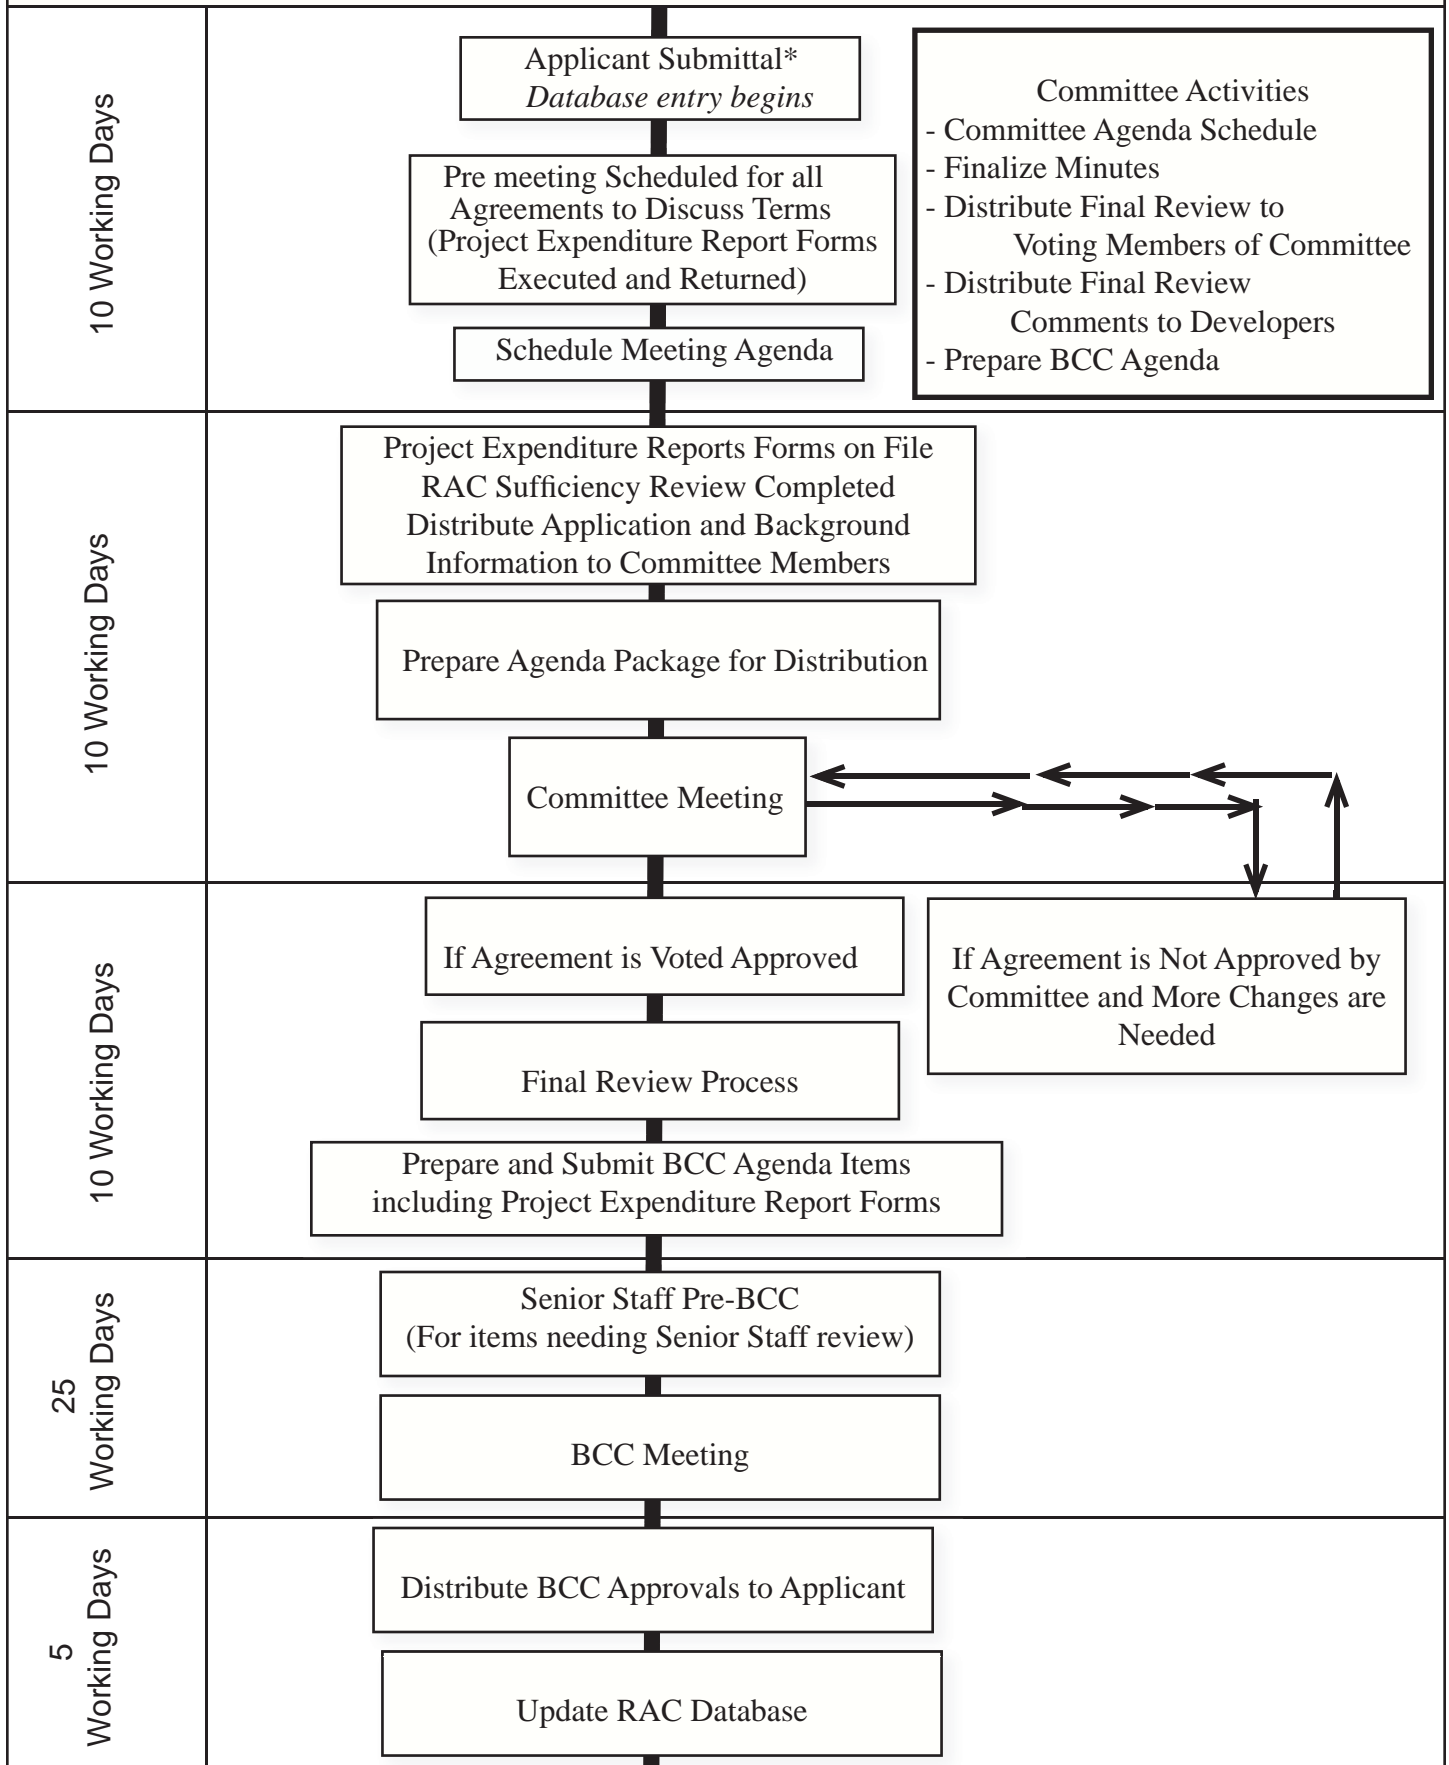 10 Working Days
Applicant Submittal*
Database entry begins
Pre meeting Scheduled for all
Agreements to Discuss Terms
(Project Expenditure Report Forms
Executed and Returned)
Schedule Meeting Agenda
Committee Activities
- Committee Agenda Schedule
- Finalize Minutes
- Distribute Final Review to
Voting Members of Committee
- Distribute Final Review
Comments to Developers
- Prepare BCC Agenda
10 Working Days
Project Expenditure Reports Forms on File
RAC Sufficiency Review Completed
Distribute Application and Background
Information to Committee Members
Prepare Agenda Package for Distribution
Committee Meeting
10 Working Days
If Agreement is Voted Approved
If Agreement is Not Approved by
Committee and More Changes are
Needed
Final Review Process
Prepare and Submit BCC Agenda Items
including Project Expenditure Report Forms
25
Working Days
Senior Staff Pre-BCC
(For items needing Senior Staff review)
BCC Meeting
5
Working Days
Distribute BCC Approvals to Applicant
Update RAC Database